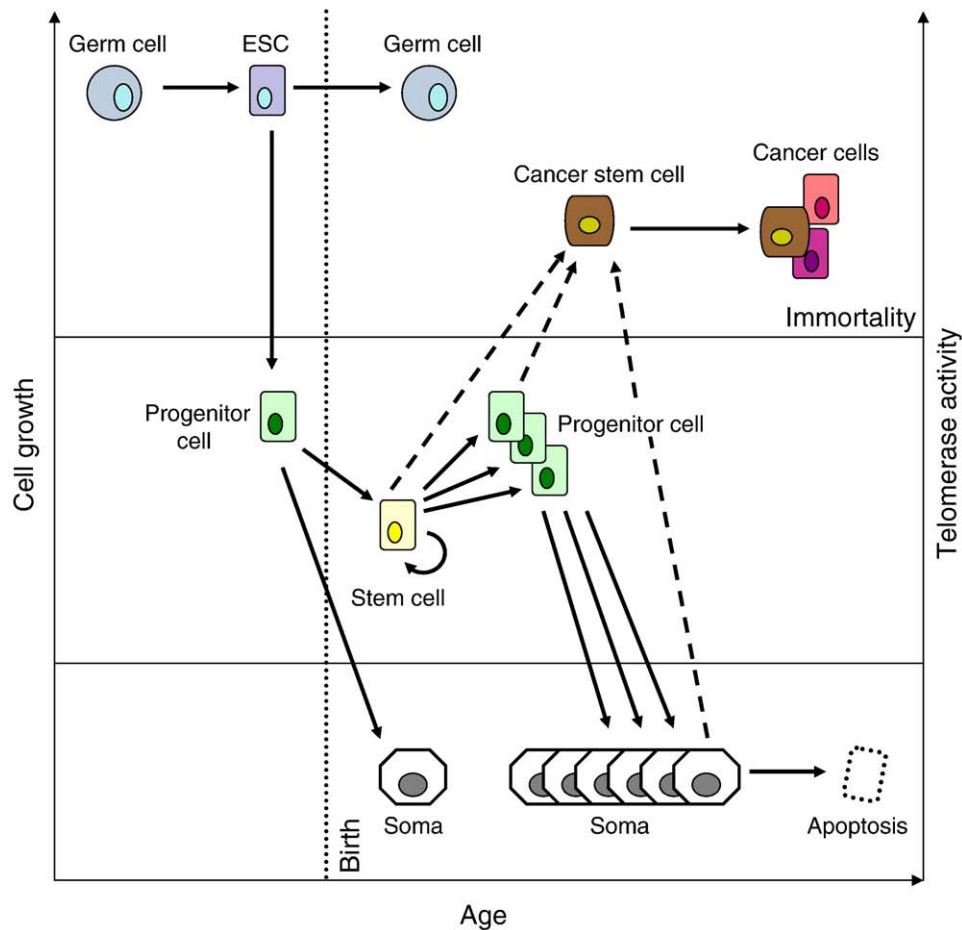 Germ cell
ESC
Germ cell
Cancer stem cell
Cancer cells
Immortality
Cell growth
Telomerase activity
Progenitor
cell
Progenitor cell
Stem cell
Birth
Soma
Soma
Apoptosis
Age